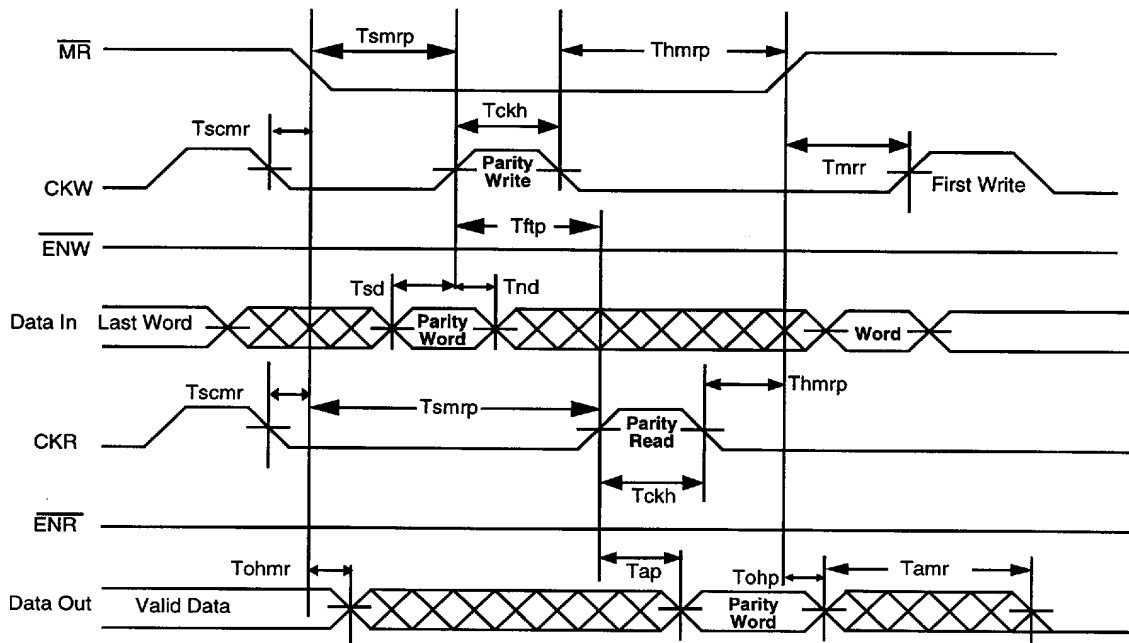 Tsmrp
Thmrp
MR
Tckh
Tscmr
Parity
Write
Tmrr
CKW
First Write
Tftp
ENW
Tsd
Tnd
Data In
Last Word
Parity
Word
Word
Tscmr
Tsmrp
Thmrp
CKR
Parity
Read
Tckh
ENR
Tohmr
Tap
Tohp
Tamr
Data Out
Valid Data
Parity
Word